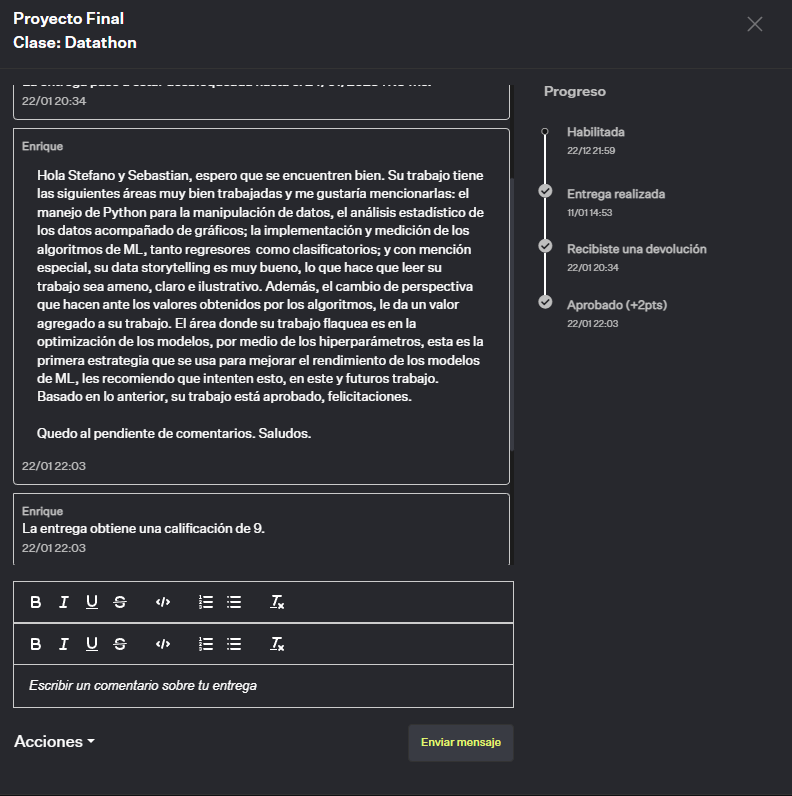 Proyecto Final
Clase: Datathon
22/01 20:34
Enrique
Hola Stefano y Sebastian, espero que se encuentren bien. Su trabajo tiene
las siguientes áreas muy bien trabajadas y me gustaría mencionarlas: el
manejo de Python para la manipulación de datos, el análisis estadístico de
los datos acompañado de gráficos; la implementación y medición de los
algoritmos de ML, tanto regresores como clasificatorios; y con mención
especial, su data storytelling es muy bueno, lo que hace que leer su
trabajo sea ameno, claro e ilustrativo. Además, el cambio de perspectiva
que hacen ante los valores obtenidos por los algoritmos, le da un valor
agregado a su trabajo. El área donde su trabajo flaquea es en la
optimización de los modelos, por medio de los hiperparámetros, esta es la
primera estrategia que se usa para mejorar el rendimiento de los modelos
de ML, les recomiendo que intenten esto, en este y futuros trabajo.
Basado en lo anterior, su trabajo está aprobado, felicitaciones.
Quedo al pendiente de comentarios. Saludos.
22/01 22:03
Enrique
La entrega obtiene una calificación de 9.
22/01 22:03
Escribir un comentario sobre tu entrega
Acciones
Enviar mensaje
Progreso
Habilitada
22/12 21:59
Entrega realizada
11/01 14:53
Recibiste una devolución
22/01 20:34
Aprobado (+2pts)
22/01 22:03